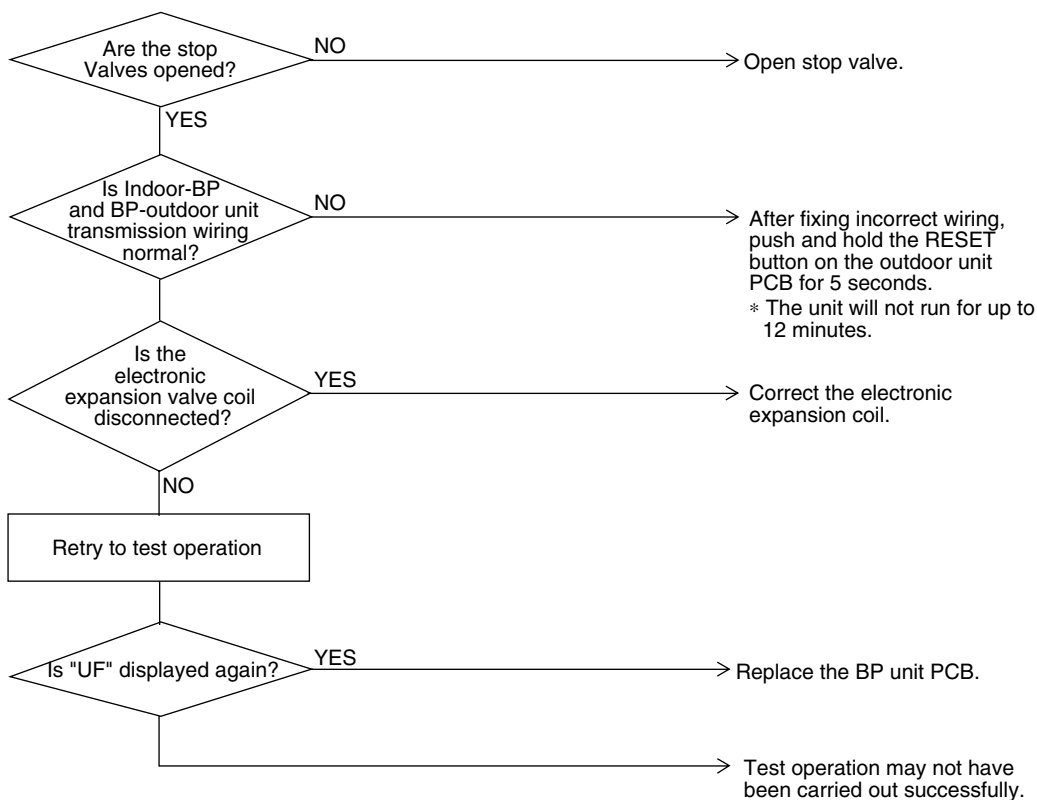 Are the stop
Valves opened?
NO
Open stop valve.
YES
Is Indoor-BP
and BP-outdoor unit
transmission wiring
normal?
NO
After fixing incorrect wiring,
push and hold the RESET
button on the outdoor unit
PCB for 5 seconds.
* The unit will not run for up to
12 minutes.
Is the
electronic
expansion valve coil
disconnected?
YES
Correct the electronic
expansion coil.
NO
Retry to test operation
Is "UF" displayed again?
YES
Replace the BP unit PCB.
Test operation may not have
been carried out successfully.